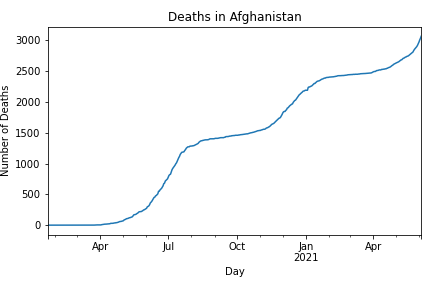 Deaths in Afghanistan
Number of Deaths
3000
2500
2000
1500
1000
500
0
Apr
Jul
Oct
Jan
2021
Apr
Day